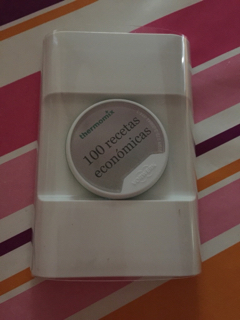 thermomix
100 recetas
económicas